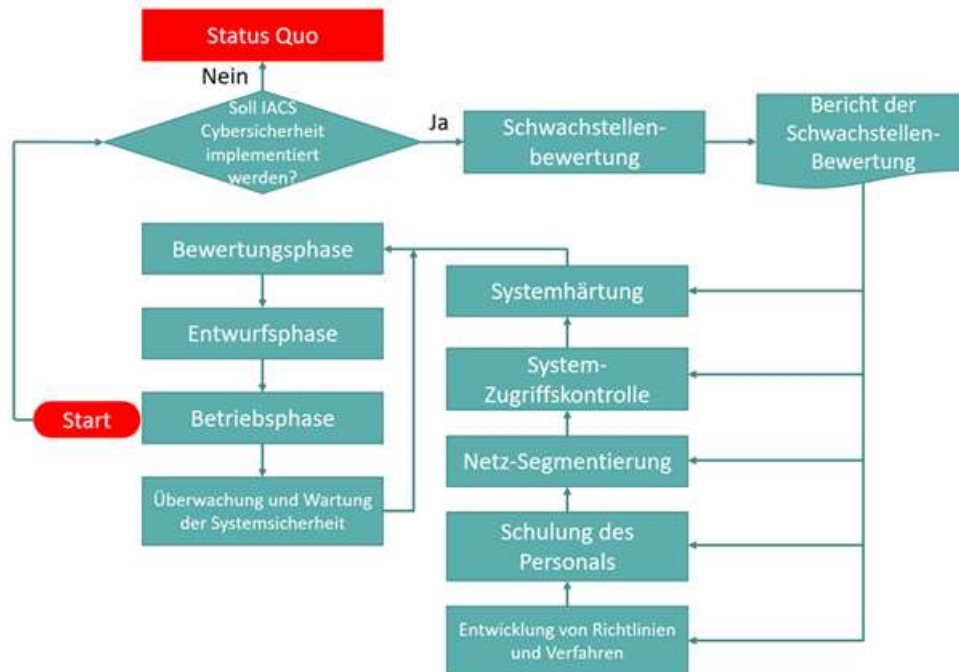 Status Quo
Nein
Soll IACS
Cybersicherheit
implementiert
werden?
Ja
Schwachstellen-
bewertung
Bericht der
Schwachstellen-
Bewertung
Bewertungsphase
Entwurfsphase
Start
Betriebsphase
Überwachung und Wartung
der Systemsicherheit
Systemhärtung
System-
Zugriffskontrolle
Netz-Segmentierung
Schulung des
Personals
Entwicklung von Richtlinien
und Verfahren